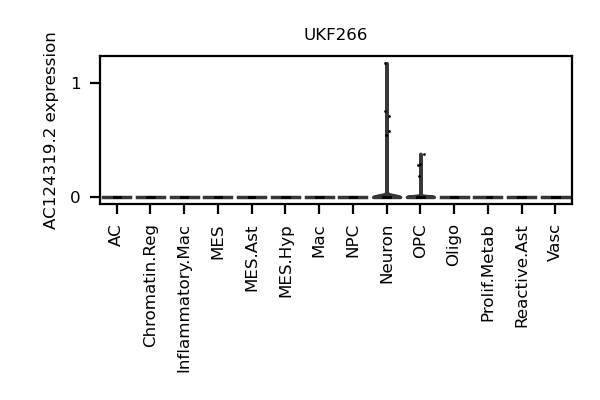 UKF266
AC124319.2 expression
1
0
AC
Chromatin.Reg
Inflammatory.Mac
MES
MES.Ast
MES.Hyp
Mac
NPC
Neuron
OPC
Oligo
Prolif.Metab
Reactive.Ast
Vasc